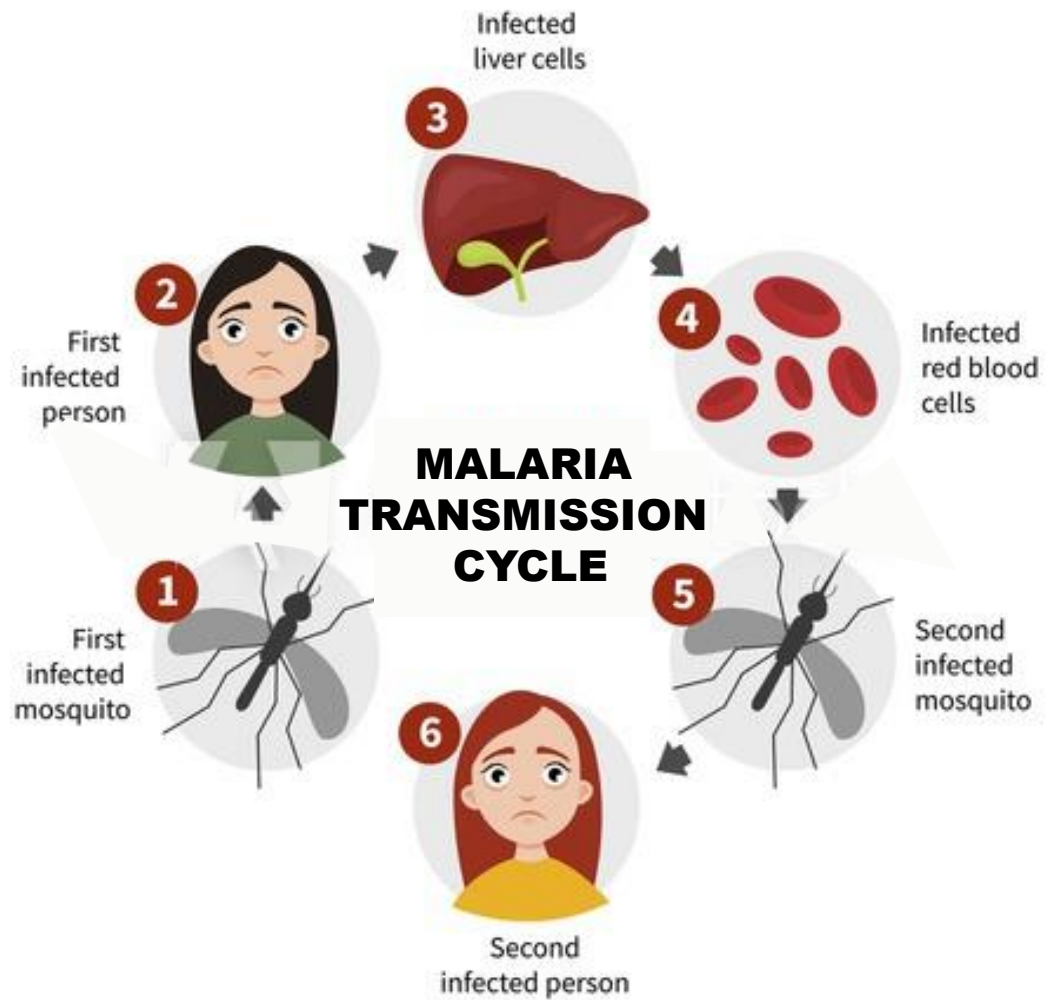 MALARIA
TRANSMISSION
CYCLE
1
First
infected
mosquito
2
First
infected
person
3
Infected
liver cells
4
Infected
red blood
cells
5
Second
infected
mosquito
6
Second
infected person